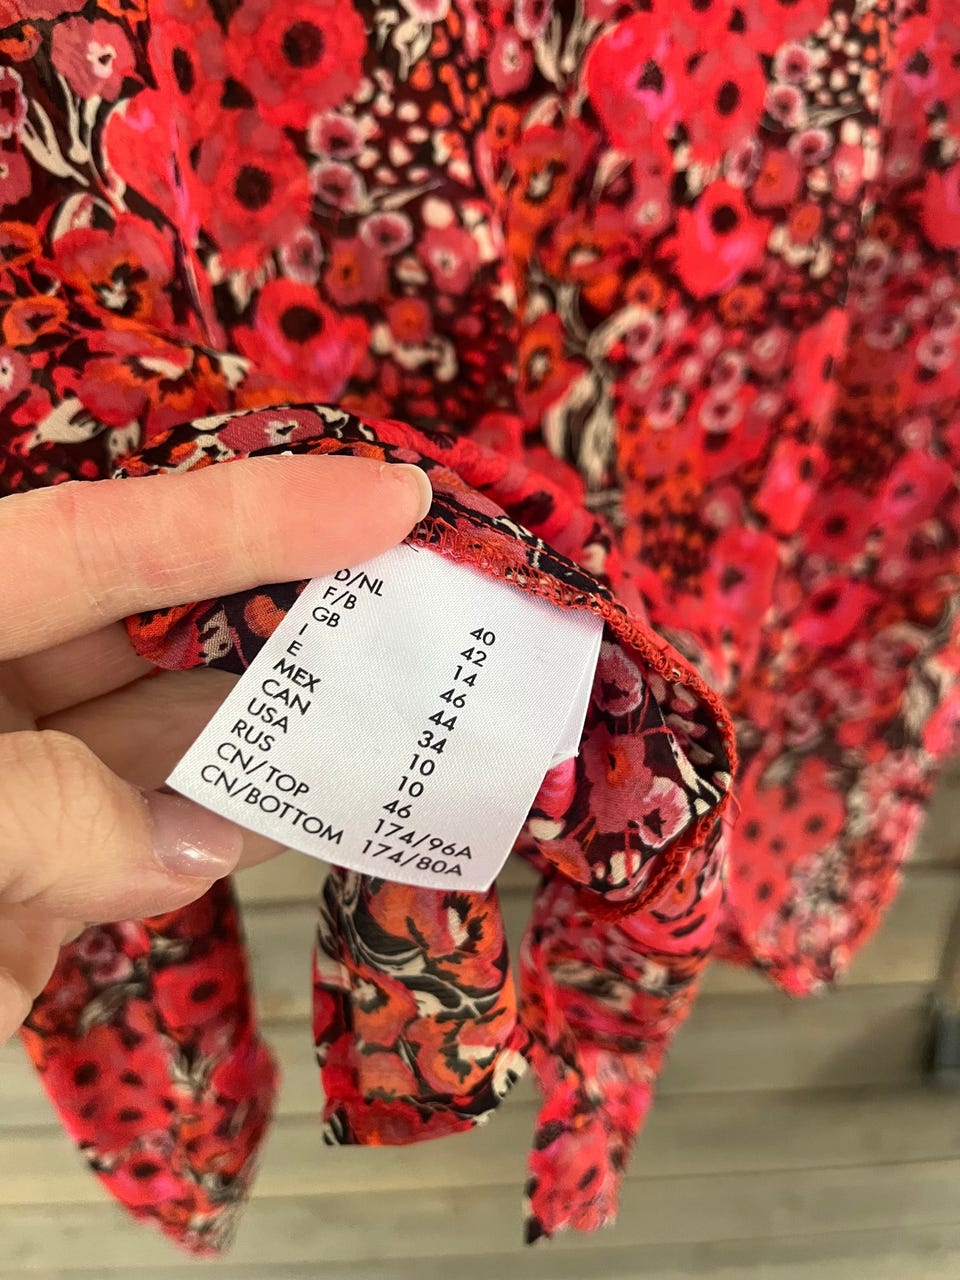 D/NL 40
F/B 42
GB 14
I 46
E 44
MEX 34
CAN 10
USA 10
RUS 46
CN/TOP 174/96A
CN/BOTTOM 174/80A